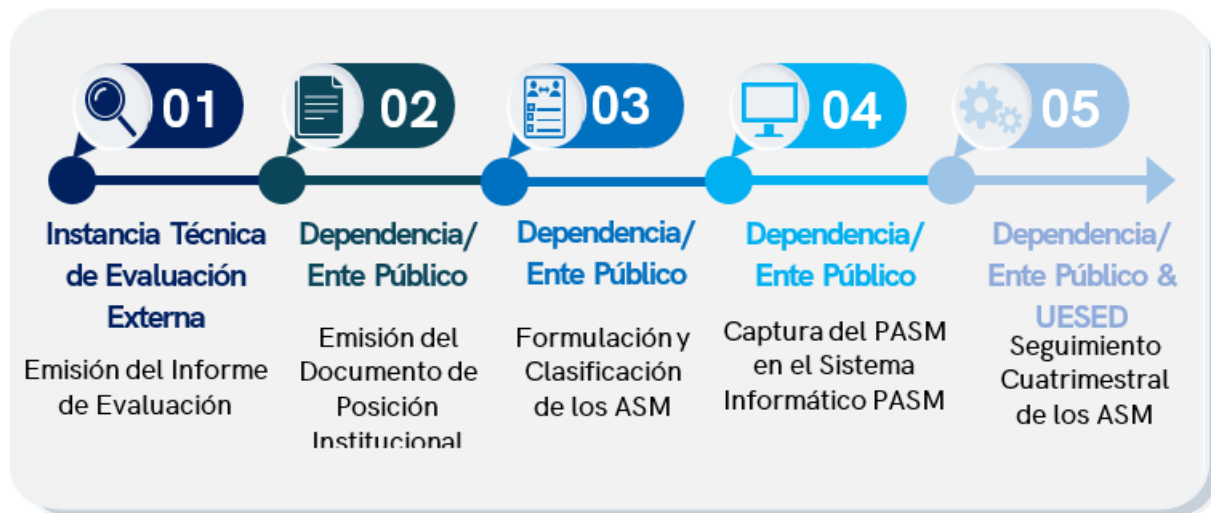 01
Instancia Técnica
de Evaluación
Externa
Emisión del Informe
de Evaluación
02
Dependencia/
Ente Público
Emisión del
Documento de
Posición
Institucional
03
Dependencia/
Ente Público
Formulación y
Clasificación
de los ASM
04
Dependencia/
Ente Público
Captura del PASM
en el Sistema
Informático PASM
05
Dependencia/
Ente Público &
UESED
Seguimiento
Cuatrimestral
de los ASM